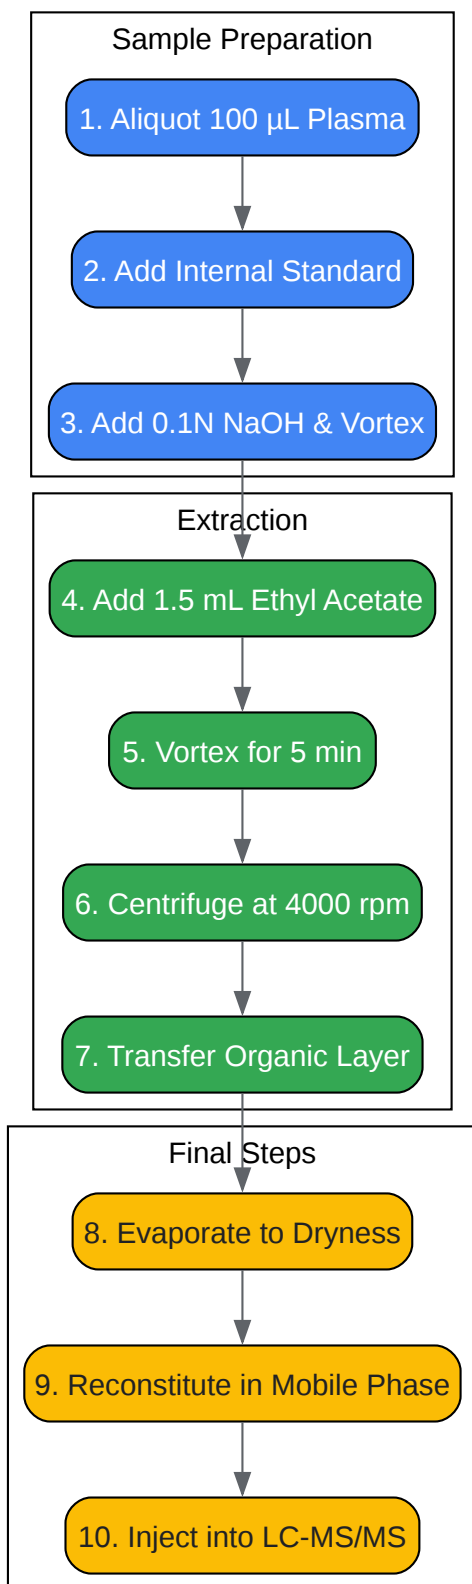 Sample Preparation
1. Aliquot 100 µL Plasma
2. Add Internal Standard
3. Add 0.1N NaOH & Vortex
Extraction
4. Add 1.5 mL Ethyl Acetate
5. Vortex for 5 min
6. Centrifuge at 4000 rpm
7. Transfer Organic Layer
Final Steps
8. Evaporate to Dryness
9. Reconstitute in Mobile Phase
10. Inject into LC-MS/MS